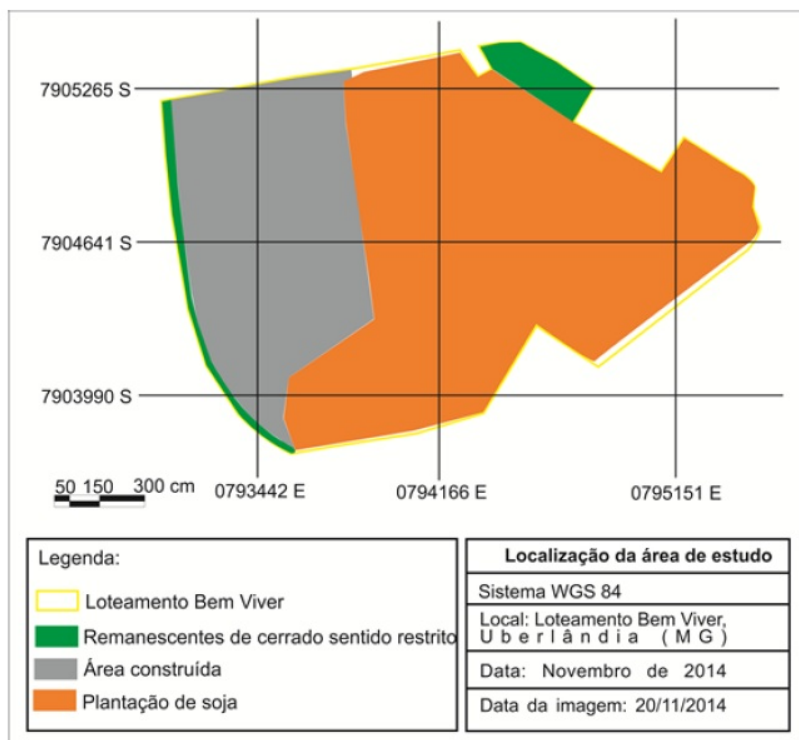 7905265 S
7904641 S
7903990 S
50 150 300 cm
0793442 E
0794166 E
0795151 E
Legenda:
Loteamento Bem Viver
Remanescentes de cerrado sentido restrito
Área construída
Plantação de soja
Localização da área de estudo
Sistema WGS 84
Local: Loteamento Bem Viver,
Uberlândia (MG)
Data: Novembro de 2014
Data da imagem: 20/11/2014